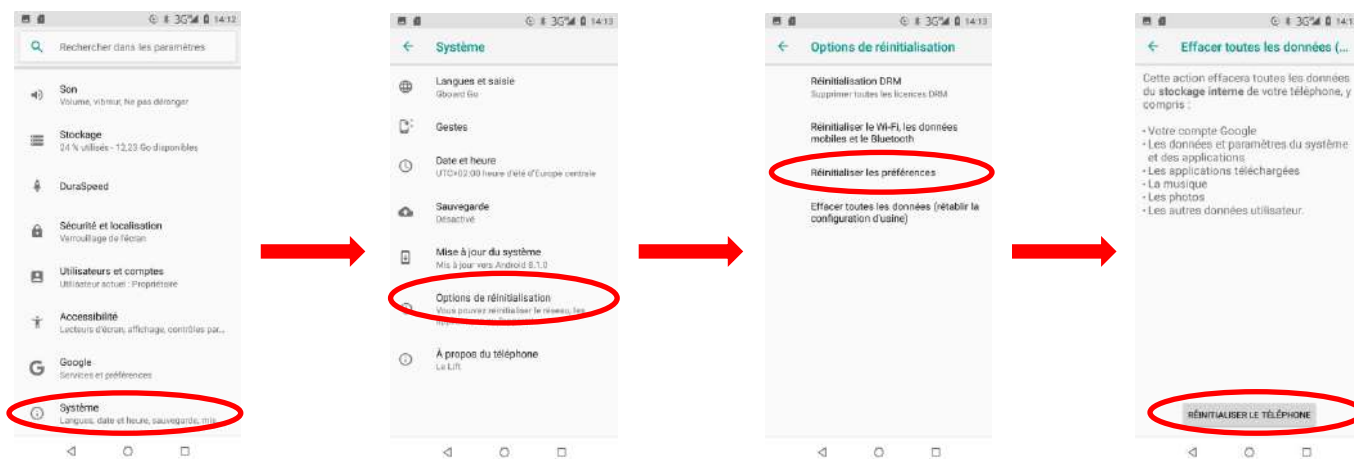 3G 14:12
Rechercher dans les paramètres
Son
Volume, vibreur, Ne pas déranger
Stockage
24 % utilisés - 12,23 Go disponibles
DuraSpeed
Sécurité et localisation
Verrouillage de l'écran
Utilisateurs et comptes
Utilisateur actuel : Propriétaire
Accessibilité
Lecteurs d'écran, affichage, contrôles par...
Google
Services et préférences
Système
Langues, date et heure, sauvegarde, mis
3G 14:13
Système
Langues et saisie
Gboard Go
Gestes
Date et heure
UTC+02:00 heure d'été d'Europe centrale
Sauvegarde
Désactivé
Mise à jour du système
Mis à jour vers Android 8.1.0
Options de réinitialisation
Vous pouvez réinitialiser le réseau, les
À propos du téléphone
Le Lift
3G 14:13
Options de réinitialisation
Réinitialisation DRM
Supprimer toutes les licences DRM
Réinitialiser le Wi-Fi, les données
mobiles et le Bluetooth
Réinitialiser les préférences
Effacer toutes les données (rétablir la
configuration d'usine)
3G
Effacer toutes les données (...
Cette action effacera toutes les données
du stockage interne de votre téléphone, y
compris :
- Votre compte Google
- Les données et paramètres du système
et des applications
- Les applications téléchargées
- La musique
- Les photos
- Les autres données utilisateur.
RÉINITIALISER LE TÉLÉPHONE